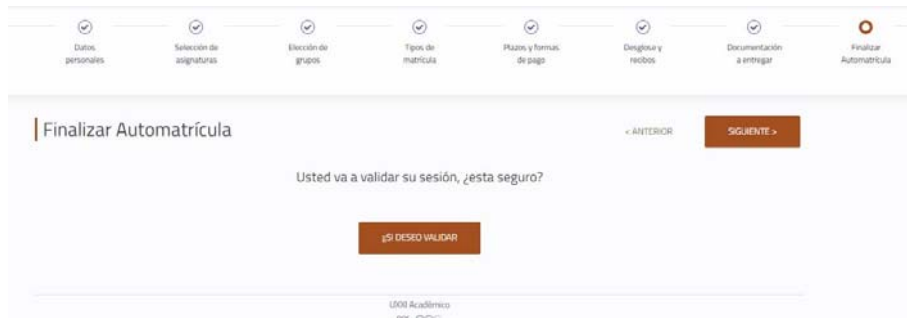 Datos
personales
Selección de
asignaturas
Elección de
grupos
Tipos de
matrícula
Plazos y formas
de pago
Desglose y
recibos
Documentación
a entregar
Finalizar
Automatrícula
Finalizar Automatrícula
< ANTERIOR
SIGUIENTE >
Usted va a validar su sesión, ¿esta seguro?
¡¡SI DESEO VALIDAR
UXXI Académico